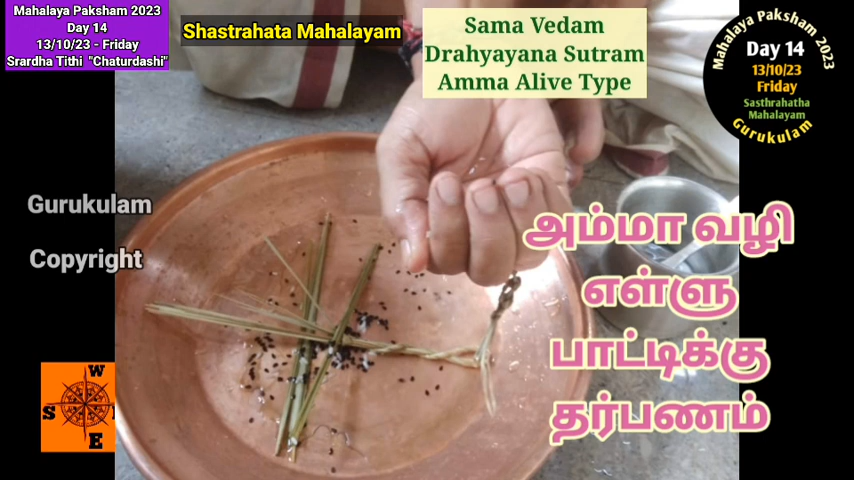 Mahalaya Paksham 2023
Day 14
13/10/23 - Friday
Srardha Tithi "Chaturdashi"
Shastrahata Mahalayam
Sama Vedam
Drahyayana Sutram
Amma Alive Type
Mahalaya Paksham 2023
Day 14
13/10/23
Friday
Sasthrahatha
Mahalayam
Gurukulam
Gurukulam
Copyright
அம்மா வழி
எள்ளு
பாட்டிக்கு
தர்பணம்
W
S
E